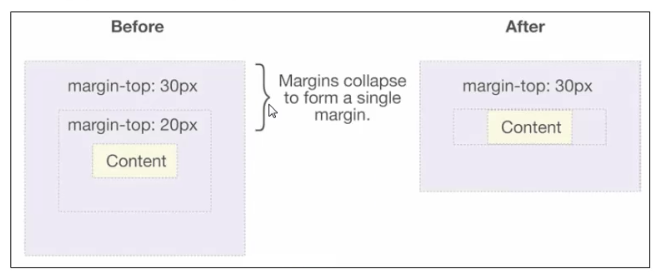 Before
After
margin-top: 30px
margin-top: 20px
Content
Margins collapse
to form a single
margin.
margin-top: 30px
Content